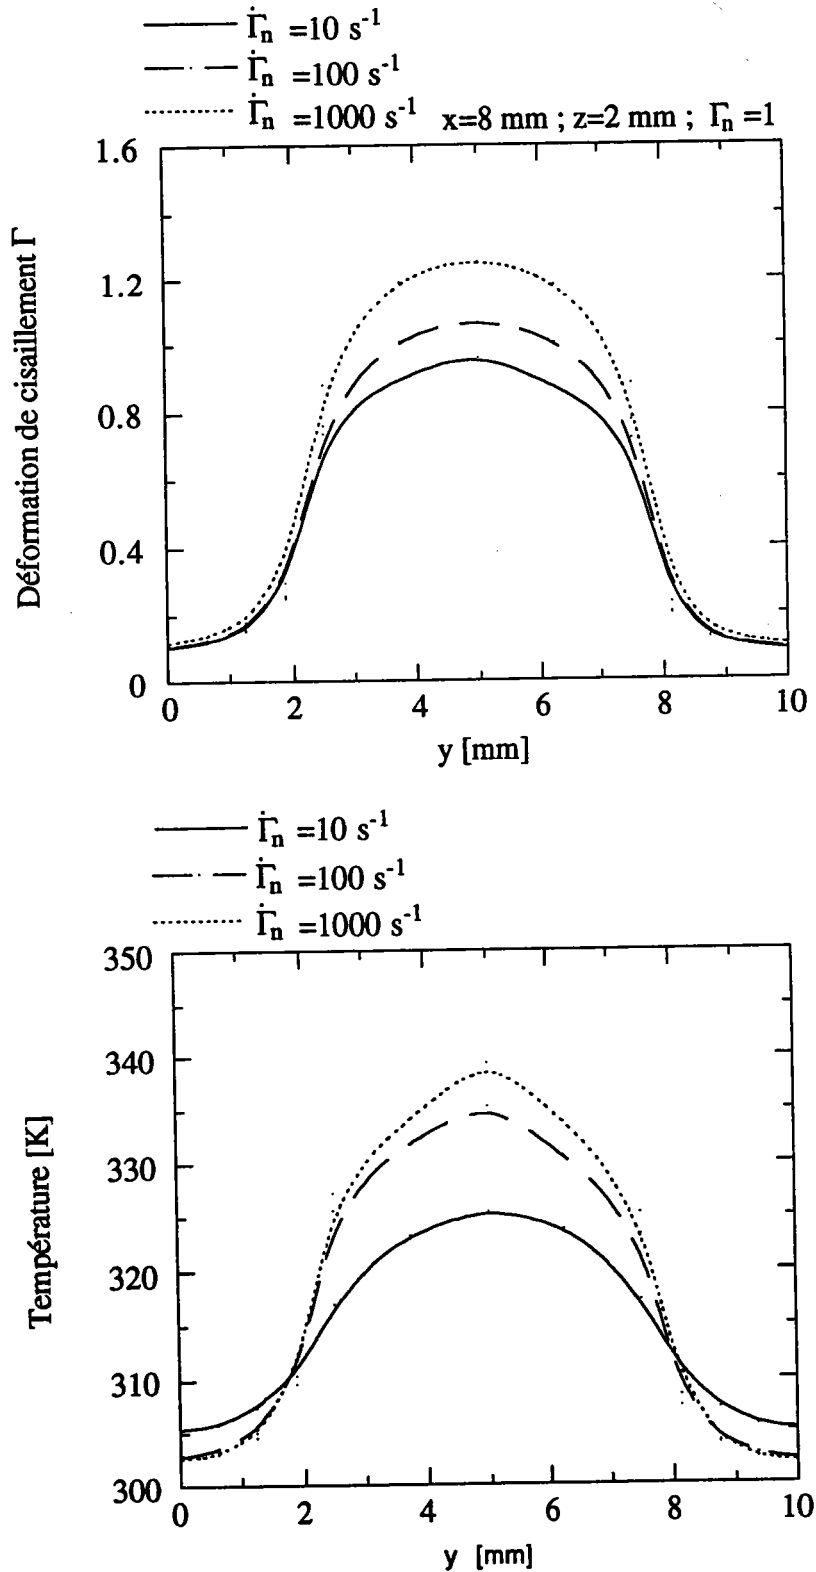 Γ̇n =10 s-1
Γ̇n =100 s-1
Γ̇n =1000 s-1 x=8 mm ; z=2 mm ; Γn =1
1.6
1.2
0.8
0.4
0
Déformation de cisaillement Γ
0 2 4 6 8 10
y [mm]
Γ̇n =10 s-1
Γ̇n =100 s-1
Γ̇n =1000 s-1
350
340
330
320
310
300
Température [K]
0 2 4 6 8 10
y [mm]